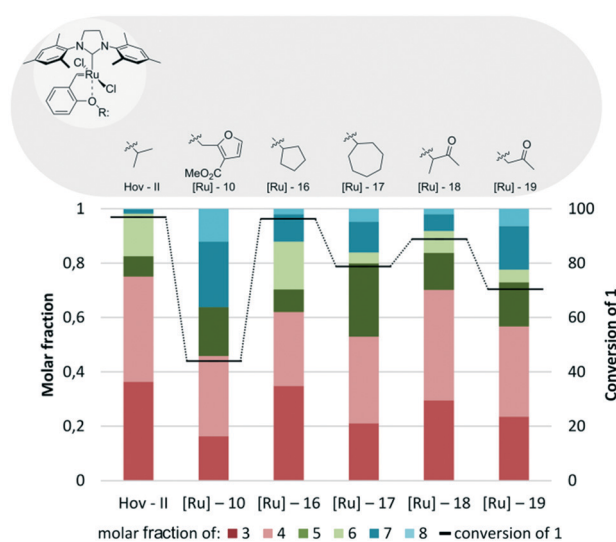 N N
Cl
Ru
Cl
O
R:
O
MeO₂C
O
O
Hov - II [Ru] - 10 [Ru] - 16 [Ru] - 17 [Ru] - 18 [Ru] - 19
1 100
0,8 80
0,6 60
0,4 40
0,2 20
0 0
Molar fraction
Conversion of 1
Hov - II [Ru] – 10 [Ru] – 16 [Ru] – 17 [Ru] – 18 [Ru] – 19
molar fraction of: 3 4 5 6 7 8 conversion of 1